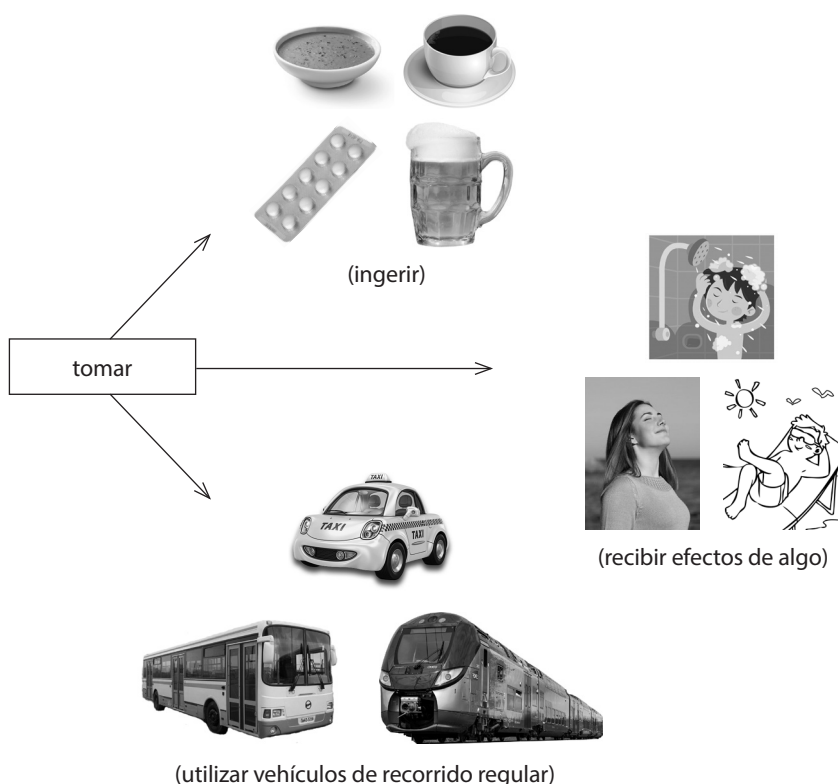 (ingerir)
tomar
(recibir efectos de algo)
TAXI
TAXI
TAXI
(utilizar vehículos de recorrido regular)